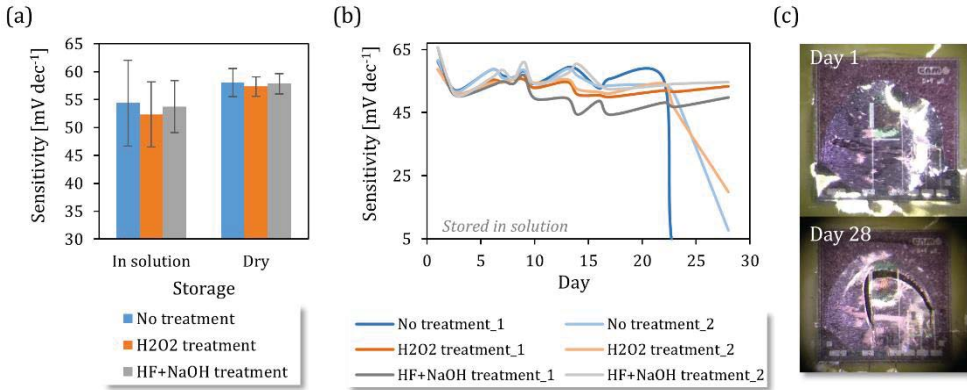 (a)
Sensitivity [mV dec-1]
65
60
55
50
45
40
35
30
In solution
Dry
Storage
No treatment
H2O2 treatment
HF+NaOH treatment
(b)
Sensitivity [mV dec-1]
65
45
25
5
Stored in solution
0
5
10
15
20
25
30
Day
No treatment_1
No treatment_2
H2O2 treatment_1
H2O2 treatment_2
HF+NaOH treatment_1
HF+NaOH treatment_2
(c)
Day 1
Day 28